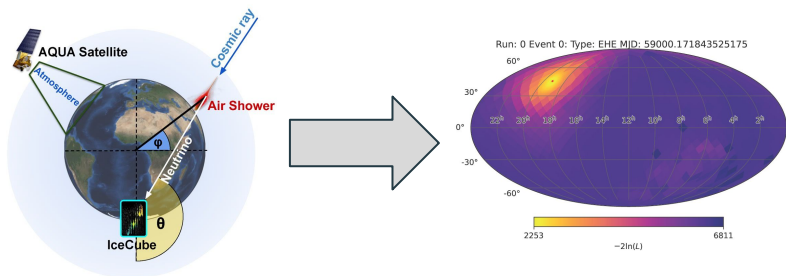 AQUA Satellite
Atmosphere
Cosmic ray
Air Shower
φ
Neutrino
θ
IceCube
Run: 0 Event 0: Type: EHE MJD: 59000.171843525175
60°
30°
22h 20h 18h 16h 14h 12h 10h 8h 6h 4h 2h
0°
-30°
-60°
2253 6811
−2ln(L)